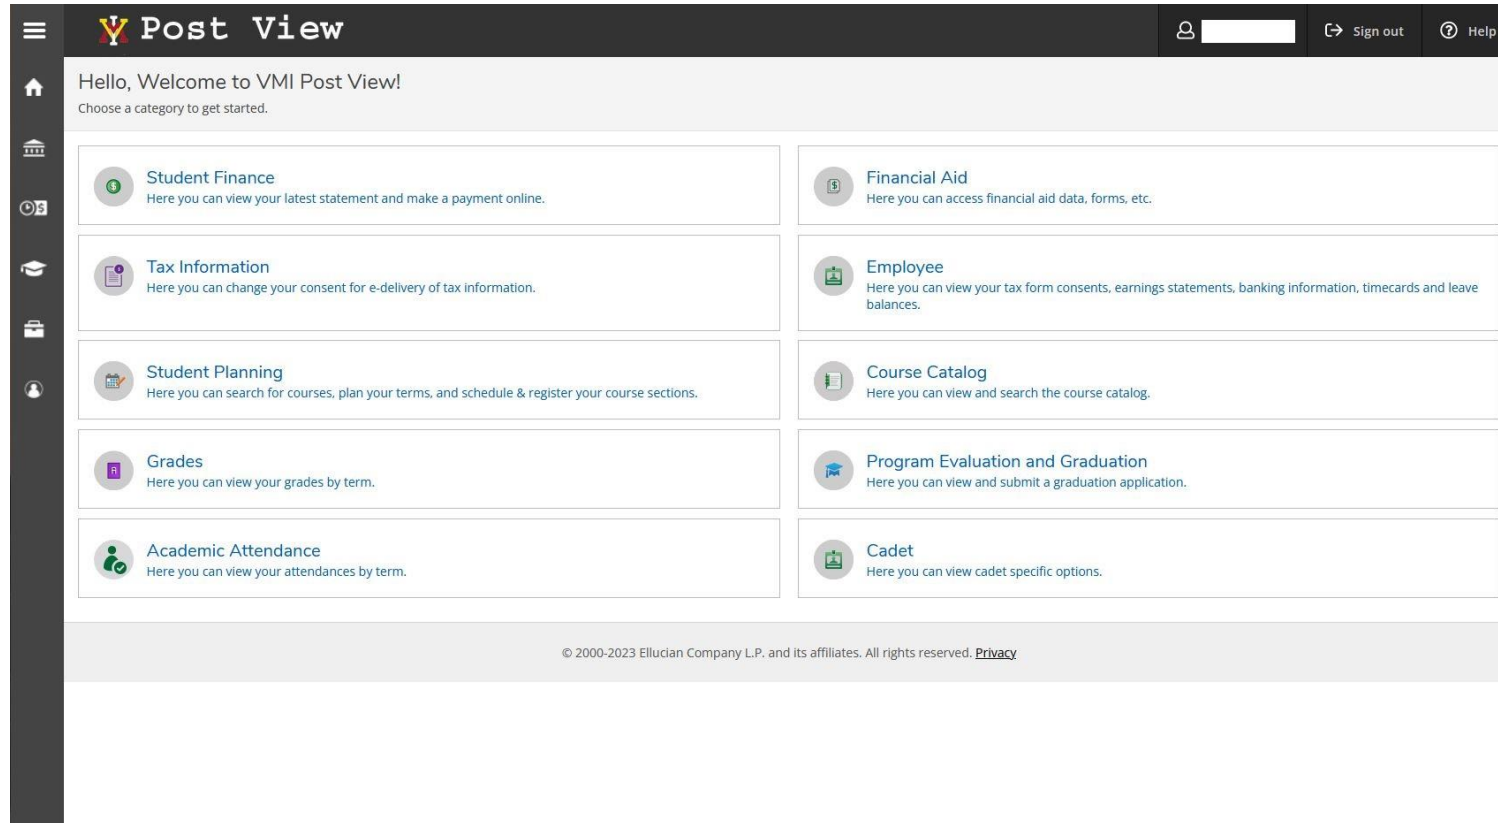 Post View
Sign out
Help
Hello, Welcome to VMI Post View!
Choose a category to get started.
Student Finance
Here you can view your latest statement and make a payment online.
Financial Aid
Here you can access financial aid data, forms, etc.
Tax Information
Here you can change your consent for e-delivery of tax information.
Employee
Here you can view your tax form consents, earnings statements, banking information, timecards and leave
balances.
Student Planning
Here you can search for courses, plan your terms, and schedule & register your course sections.
Course Catalog
Here you can view and search the course catalog.
Grades
Here you can view your grades by term.
Program Evaluation and Graduation
Here you can view and submit a graduation application.
Academic Attendance
Here you can view your attendances by term.
Cadet
Here you can view cadet specific options.
© 2000-2023 Ellucian Company L.P. and its affiliates. All rights reserved. Privacy